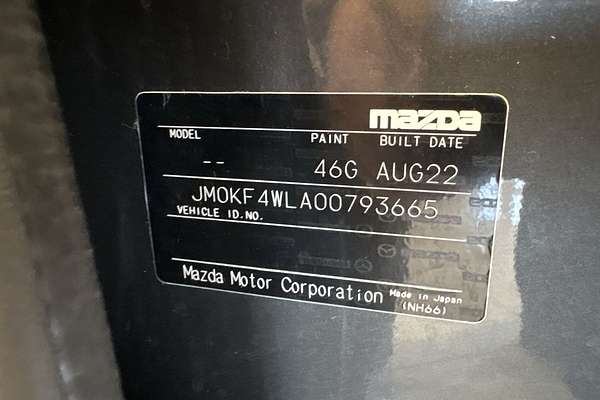 mazda
MODEL PAINT BUILT DATE
-- 46G AUG22
JM0KF4WLA00793665
VEHICLE ID.NO.
Mazda Motor Corporation Made in Japan
(NH66)